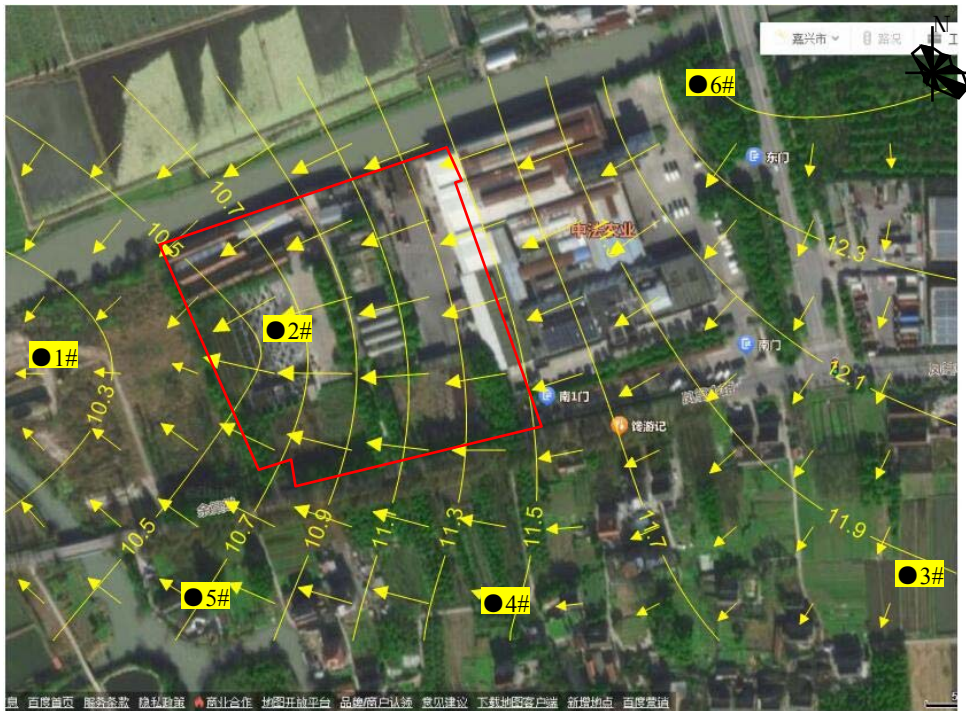 嘉兴市 路况 工
N
6#
东门
中法实业
10.7
10.5
12.3
2#
1#
南门
12.1
10.3
南1门
馋游记
10.5
10.7
10.9
11.1
11.3
11.5
11.7
11.9
3#
5#
4#
息 百度首页 服务条款 隐私政策 商业合作 地图开放平台 品牌/商户认领 意见建议 下载地图客户端 新增地点 百度营销
5